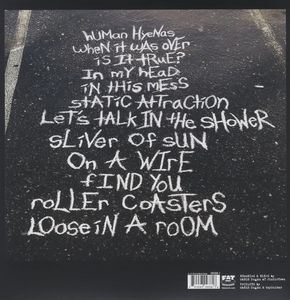 HUMAN HYENAS
WHEN IT WAS OVER
IS IT TRUE?
IN MY HEAD
IN THIS MESS
STATIC ATTRACTION
LET'S TALK IN THE SHOWER
SLIVER OF SUN
ON A WIRE
FIND YOU
ROLLER COASTERS
LOOSE IN A ROOM
FAT